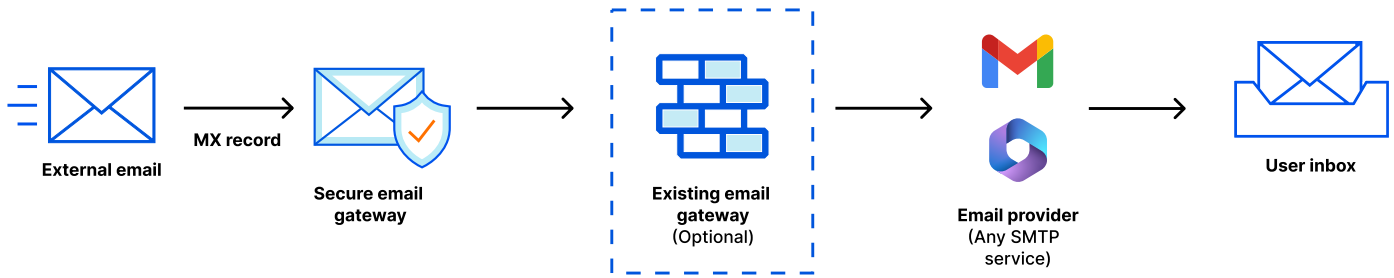 External email
MX record
Secure email
gateway
Existing email
gateway
(Optional)
Email provider
(Any SMTP
service)
User inbox